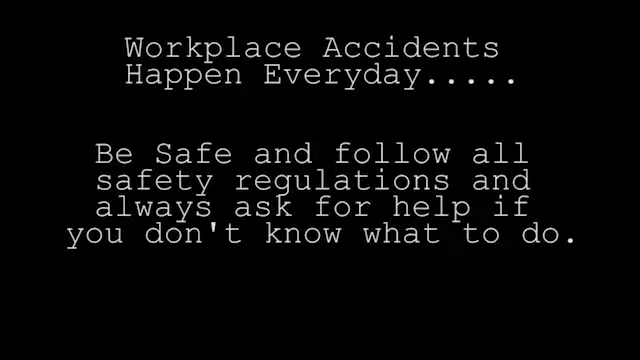 Workplace Accidents
Happen Everyday.....
Be Safe and follow all
safety regulations and
always ask for help if
you don't know what to do.